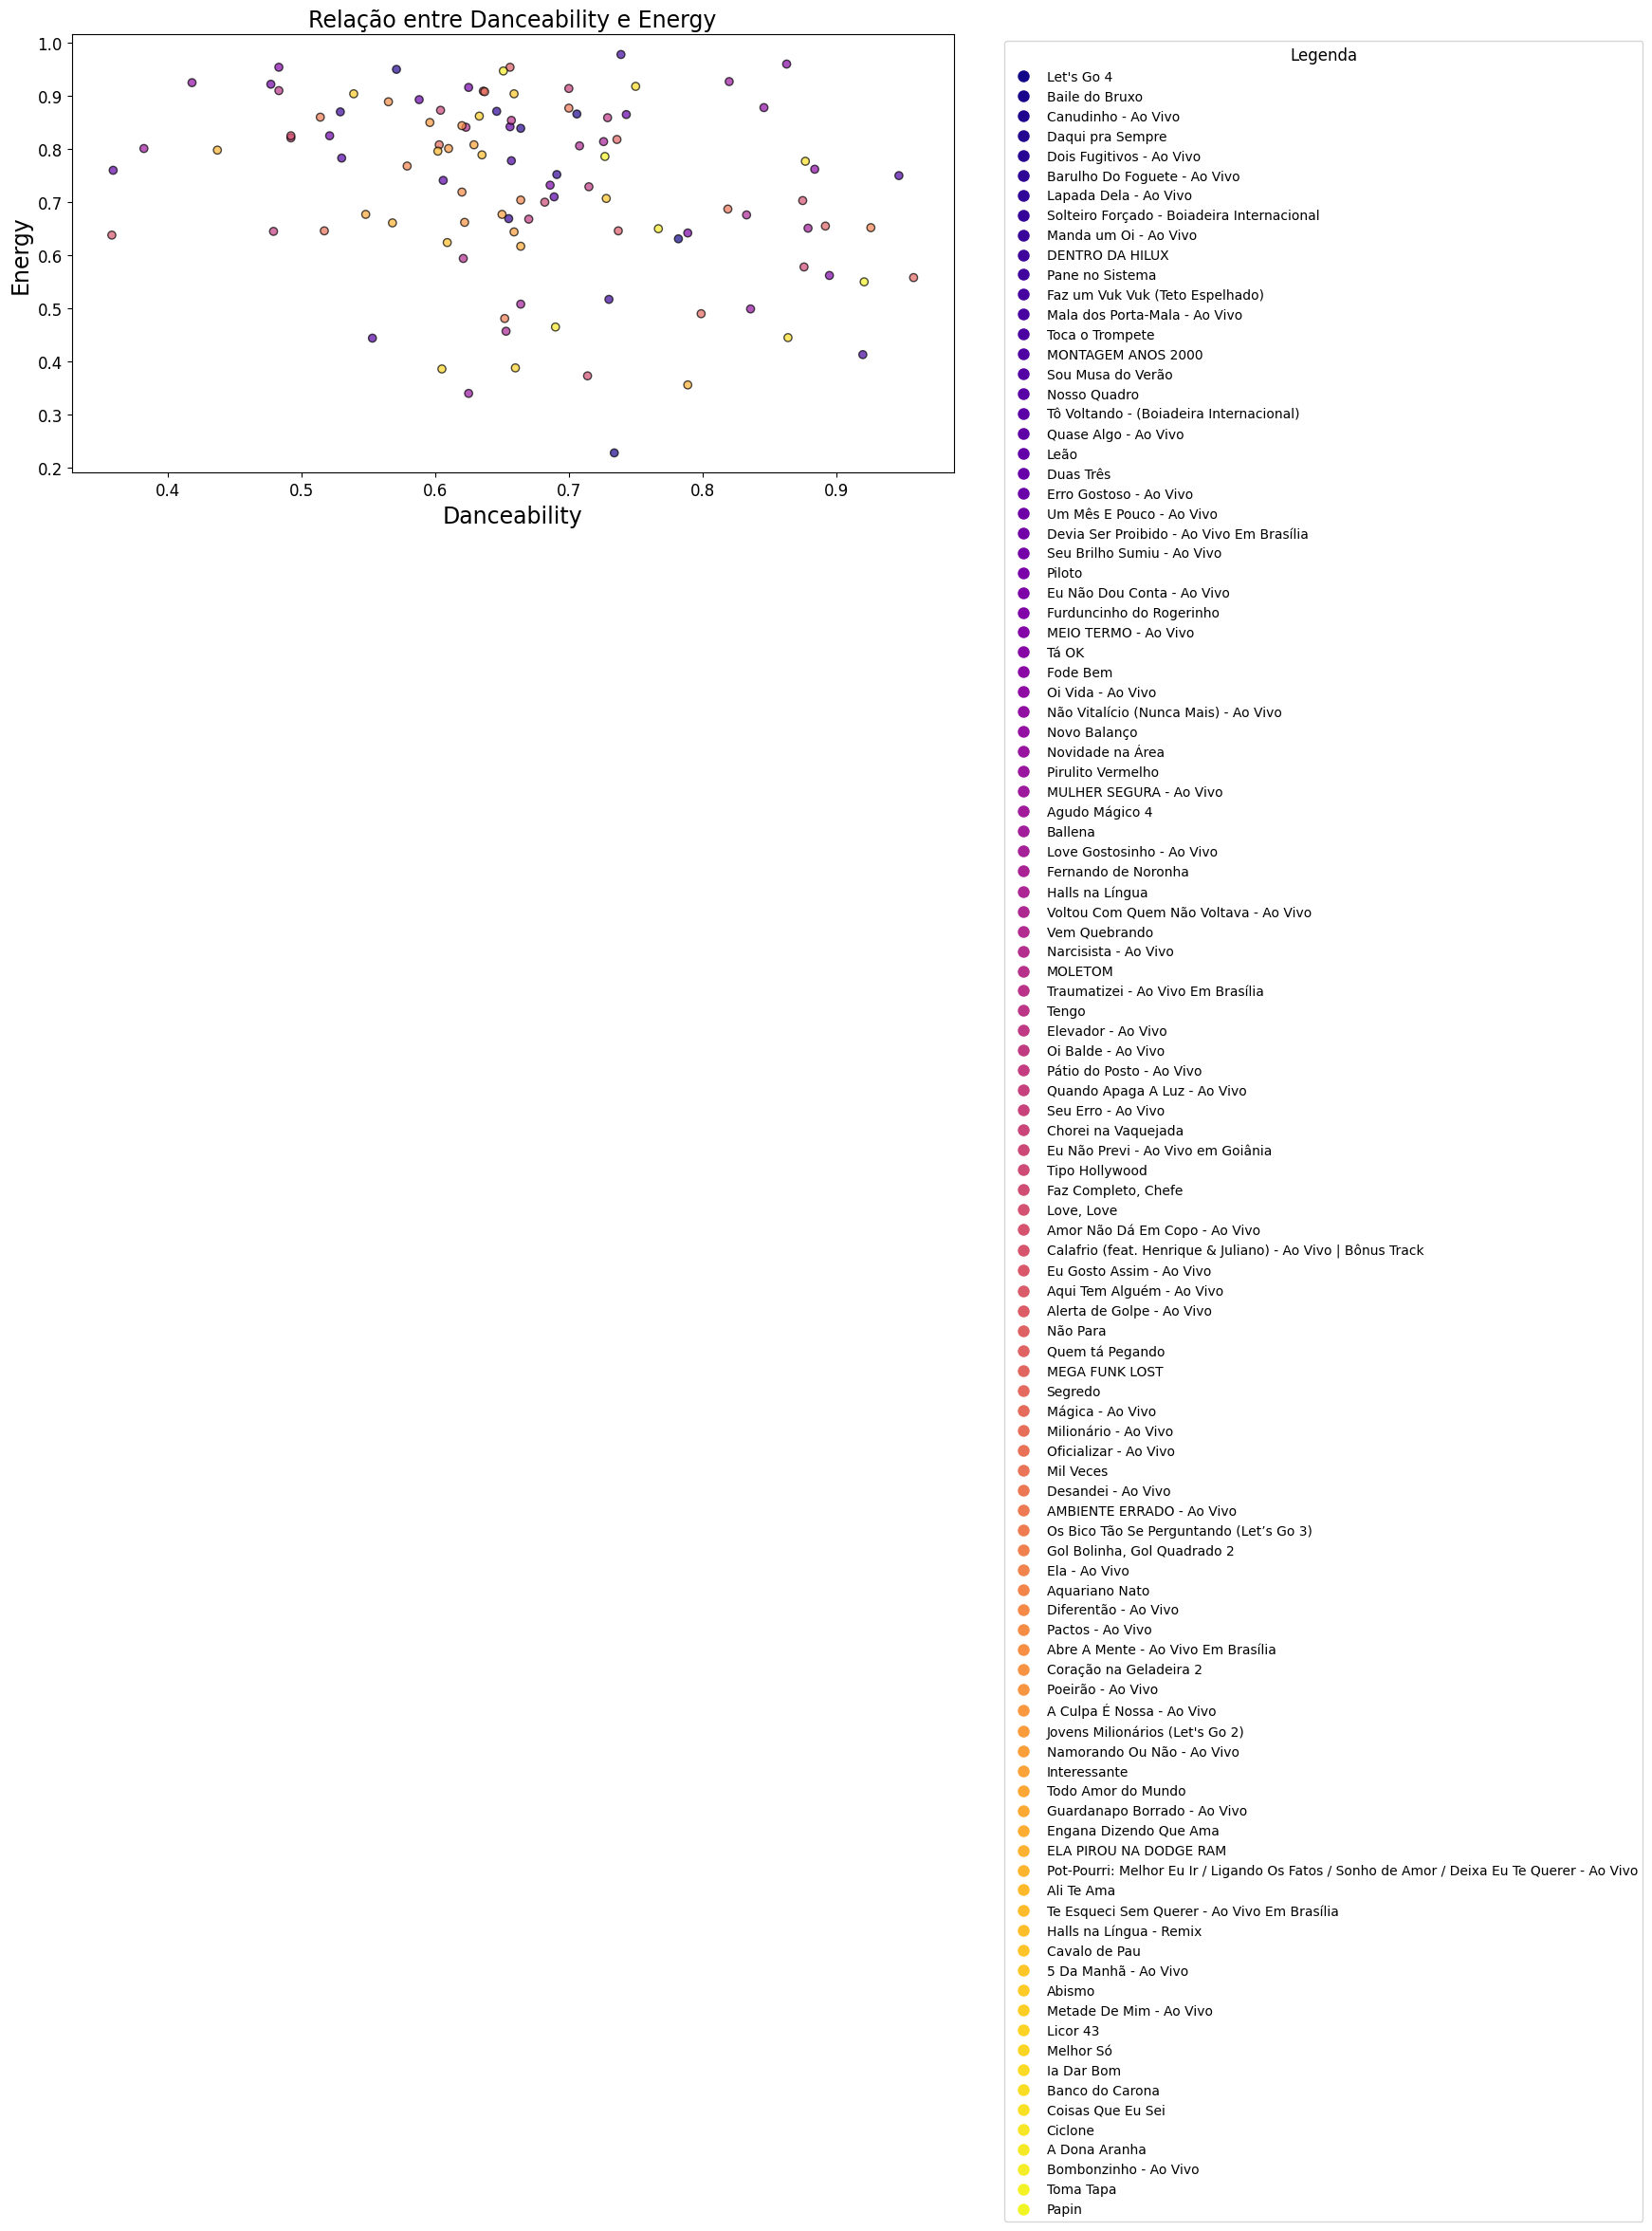 Relação entre Danceability e Energy
1.0
0.9
0.8
0.7
0.6
0.5
0.4
0.3
0.2
Energy
0.4 0.5 0.6 0.7 0.8 0.9
Danceability
Legenda
Let's Go 4
Baile do Bruxo
Canudinho - Ao Vivo
Daqui pra Sempre
Dois Fugitivos - Ao Vivo
Barulho Do Foguete - Ao Vivo
Lapada Dela - Ao Vivo
Solteiro Forçado - Boiadeira Internacional
Manda um Oi - Ao Vivo
DENTRO DA HILUX
Pane no Sistema
Faz um Vuk Vuk (Teto Espelhado)
Mala dos Porta-Mala - Ao Vivo
Toca o Trompete
MONTAGEM ANOS 2000
Sou Musa do Verão
Nosso Quadro
Tô Voltando - (Boiadeira Internacional)
Quase Algo - Ao Vivo
Leão
Duas Três
Erro Gostoso - Ao Vivo
Um Mês E Pouco - Ao Vivo
Devia Ser Proibido - Ao Vivo Em Brasília
Seu Brilho Sumiu - Ao Vivo
Piloto
Eu Não Dou Conta - Ao Vivo
Furduncinho do Rogerinho
MEIO TERMO - Ao Vivo
Tá OK
Fode Bem
Oi Vida - Ao Vivo
Não Vitalício (Nunca Mais) - Ao Vivo
Novo Balanço
Novidade na Área
Pirulito Vermelho
MULHER SEGURA - Ao Vivo
Agudo Mágico 4
Ballena
Love Gostosinho - Ao Vivo
Fernando de Noronha
Halls na Língua
Voltou Com Quem Não Voltava - Ao Vivo
Vem Quebrando
Narcisista - Ao Vivo
MOLETOM
Traumatizei - Ao Vivo Em Brasília
Tengo
Elevador - Ao Vivo
Oi Balde - Ao Vivo
Pátio do Posto - Ao Vivo
Quando Apaga A Luz - Ao Vivo
Seu Erro - Ao Vivo
Chorei na Vaquejada
Eu Não Previ - Ao Vivo em Goiânia
Tipo Hollywood
Faz Completo, Chefe
Love, Love
Amor Não Dá Em Copo - Ao Vivo
Calafrio (feat. Henrique & Juliano) - Ao Vivo | Bônus Track
Eu Gosto Assim - Ao Vivo
Aqui Tem Alguém - Ao Vivo
Alerta de Golpe - Ao Vivo
Não Para
Quem tá Pegando
MEGA FUNK LOST
Segredo
Mágica - Ao Vivo
Milionário - Ao Vivo
Oficializar - Ao Vivo
Mil Veces
Desandei - Ao Vivo
AMBIENTE ERRADO - Ao Vivo
Os Bico Tão Se Perguntando (Let’s Go 3)
Gol Bolinha, Gol Quadrado 2
Ela - Ao Vivo
Aquariano Nato
Diferentão - Ao Vivo
Pactos - Ao Vivo
Abre A Mente - Ao Vivo Em Brasília
Coração na Geladeira 2
Poeirão - Ao Vivo
A Culpa É Nossa - Ao Vivo
Jovens Milionários (Let's Go 2)
Namorando Ou Não - Ao Vivo
Interessante
Todo Amor do Mundo
Guardanapo Borrado - Ao Vivo
Engana Dizendo Que Ama
ELA PIROU NA DODGE RAM
Pot-Pourri: Melhor Eu Ir / Ligando Os Fatos / Sonho de Amor / Deixa Eu Te Querer - Ao Vivo
Ali Te Ama
Te Esqueci Sem Querer - Ao Vivo Em Brasília
Halls na Língua - Remix
Cavalo de Pau
5 Da Manhã - Ao Vivo
Abismo
Metade De Mim - Ao Vivo
Licor 43
Melhor Só
Ia Dar Bom
Banco do Carona
Coisas Que Eu Sei
Ciclone
A Dona Aranha
Bombonzinho - Ao Vivo
Toma Tapa
Papin